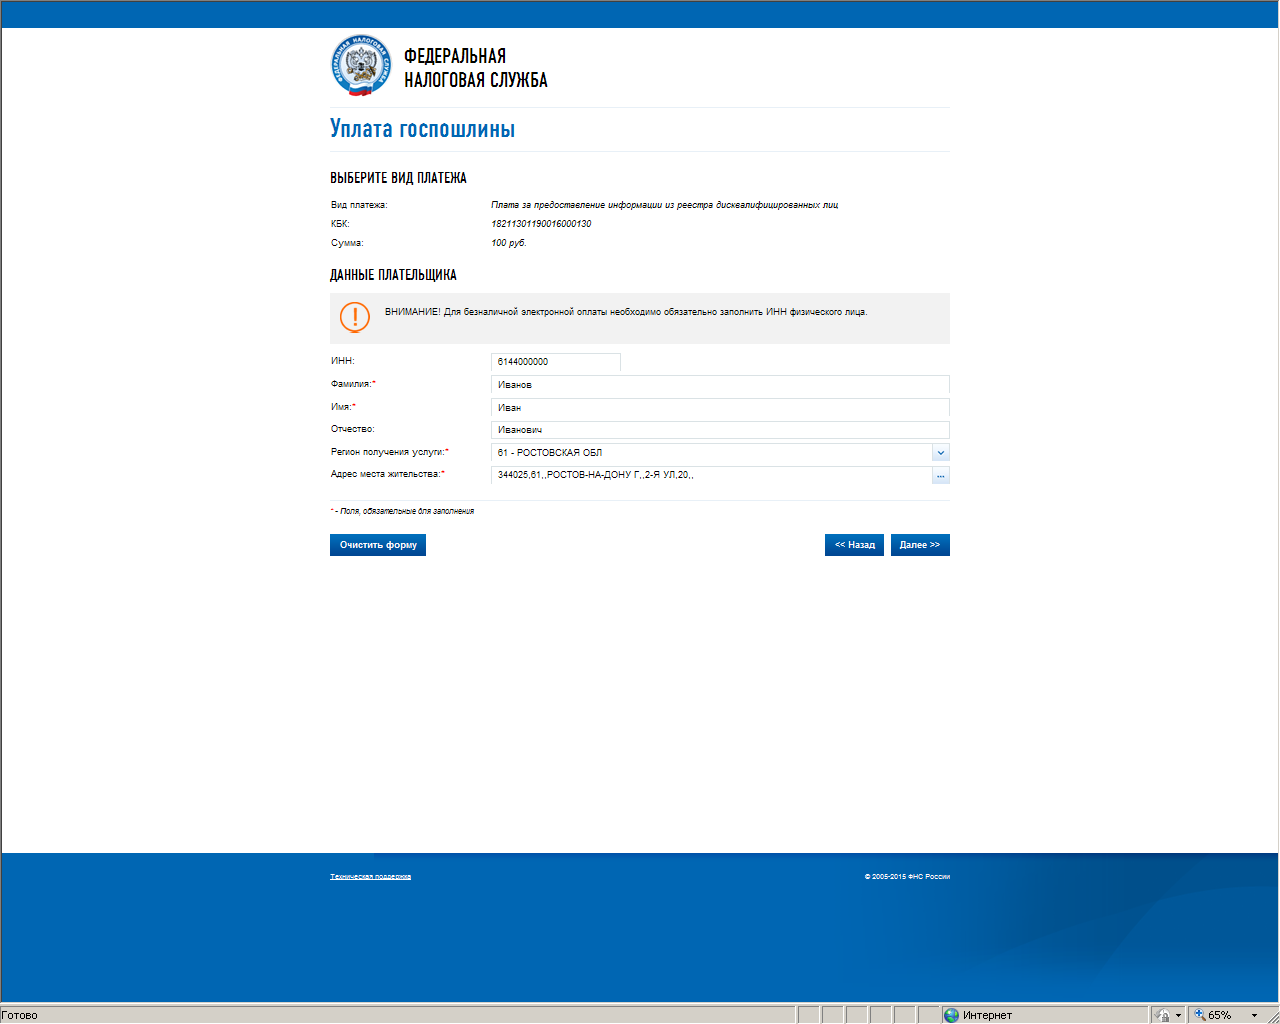 ФЕДЕРАЛЬНАЯ
НАЛОГОВАЯ СЛУЖБА
Уплата госпошлины
ВЫБЕРИТЕ ВИД ПЛАТЕЖА
Вид платежа: Плата за предоставление информации из реестра дисквалифицированных лиц
КБК: 18211301190016000130
Сумма: 100 руб.
ДАННЫЕ ПЛАТЕЛЬЩИКА
ВНИМАНИЕ! Для безналичной электронной оплаты необходимо обязательно заполнить ИНН физического лица.
ИНН: 6144000000
Фамилия:* Иванов
Имя:* Иван
Отчество: Иванович
Регион получения услуги:* 61 - РОСТОВСКАЯ ОБЛ
Адрес места жительства:* 344025,61,,РОСТОВ-НА-ДОНУ Г,,2-Я УЛ,20,, ...
* - Поля, обязательные для заполнения
Очистить форму << Назад Далее >>
Техническая поддержка © 2005-2015 ФНС России
Готово Интернет 65%